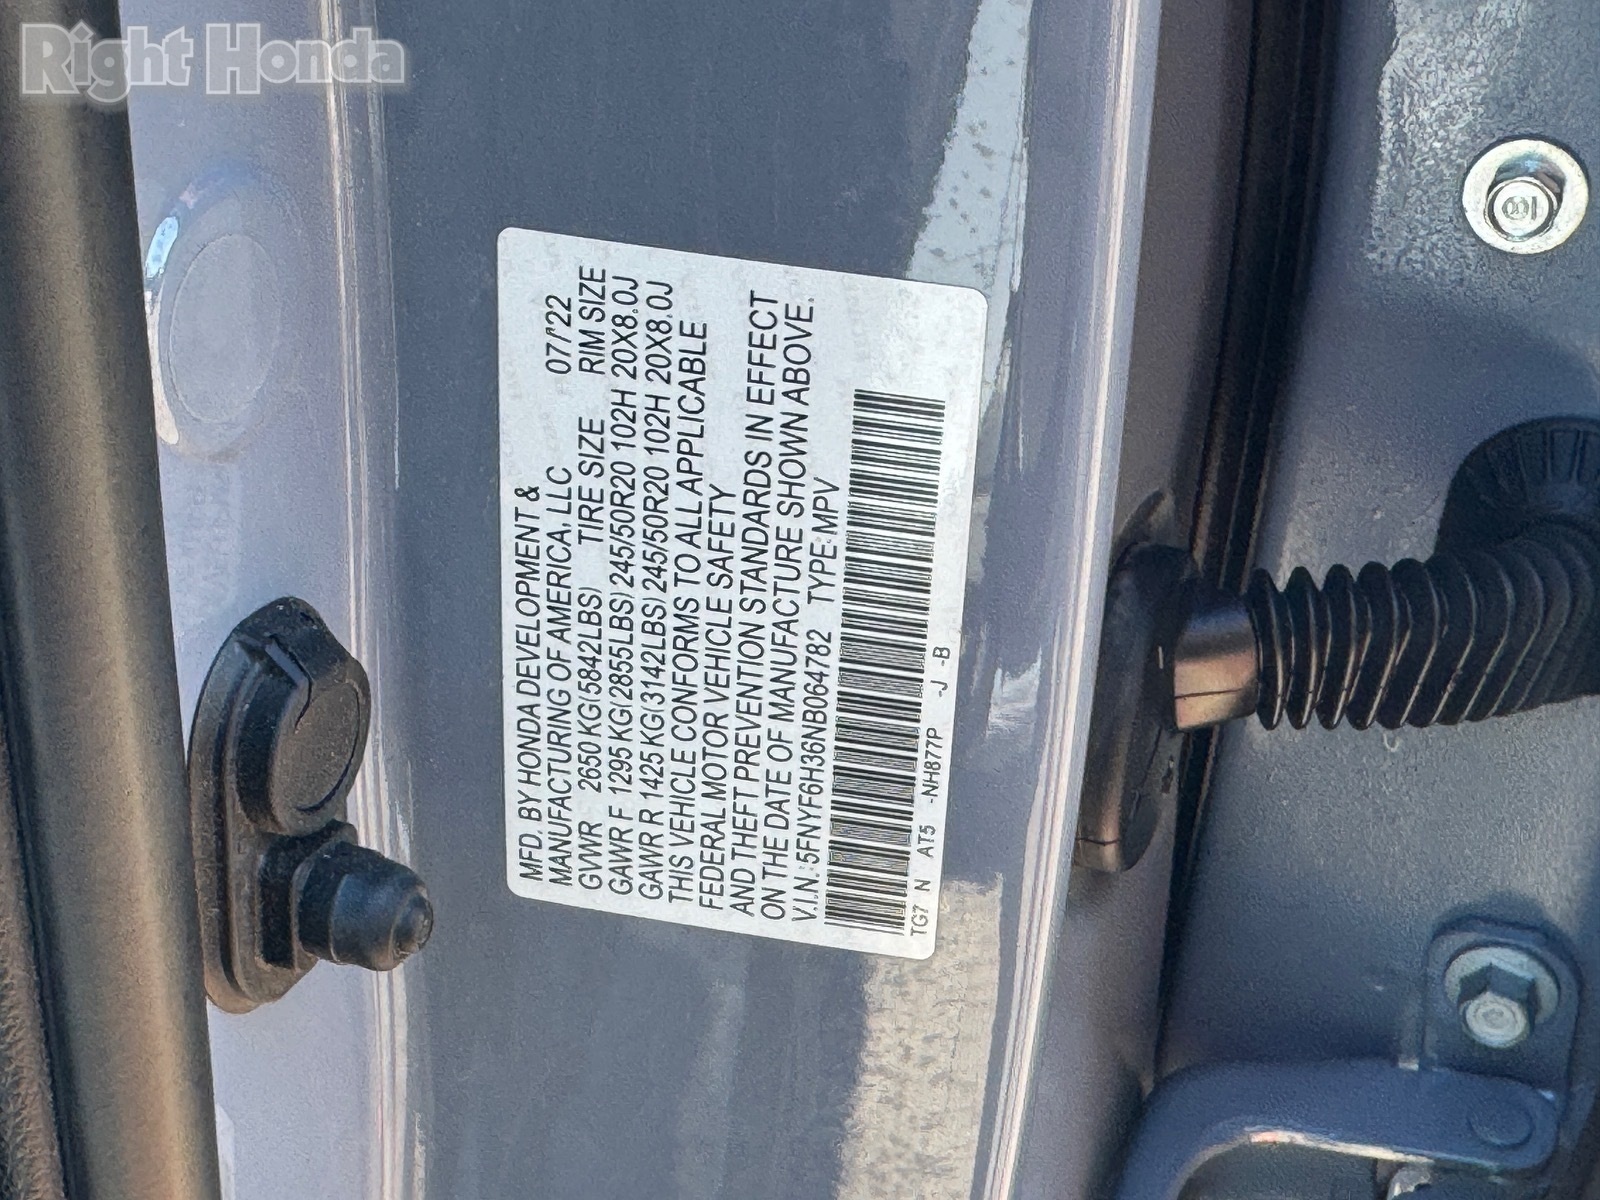 Right Honda
MFD. BY HONDA DEVELOPMENT & 07/'22
MANUFACTURING OF AMERICA, LLC
GVWR 2650 KG(5842LBS) TIRE SIZE RIM SIZE
GAWR F 1295 KG(2855LBS) 245/50R20 102H 20X8.0J
GAWR R 1425 KG(3142LBS) 245/50R20 102H 20X8.0J
THIS VEHICLE CONFORMS TO ALL APPLICABLE
FEDERAL MOTOR VEHICLE SAFETY
AND THEFT PREVENTION STANDARDS IN EFFECT
ON THE DATE OF MANUFACTURE SHOWN ABOVE.
V.I.N.:5FNYF6H36NB064782 TYPE:MPV
TG7 N AT5 -NH877P -J -B